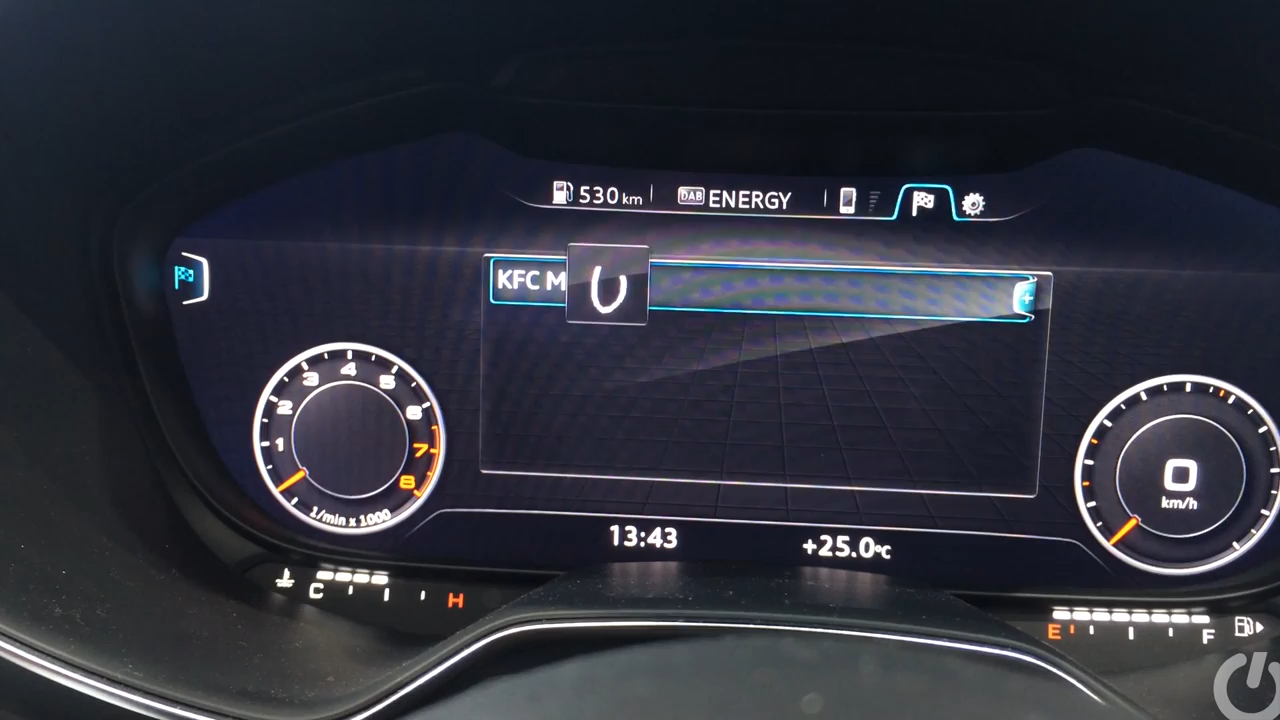 530 km
DAB ENERGY
KFC M
U
1 2 3 4 5 6 7 8
1/min x 1000
0
km/h
13:43
+25.0°C
C H
E F